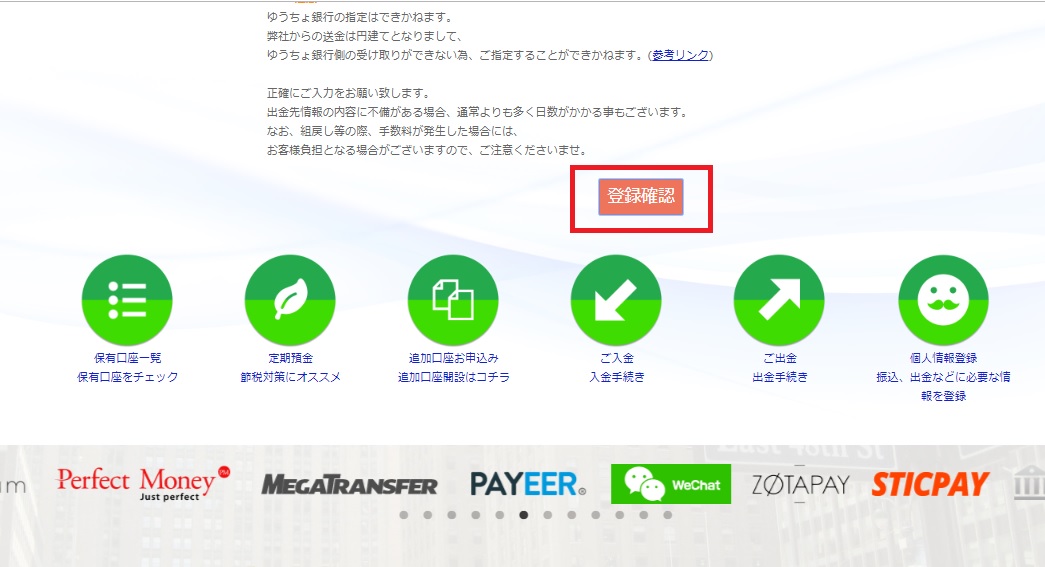 ゆうちょ銀行の指定はできかねます。
弊社からの送金は円建てとなりまして、
ゆうちょ銀行側の受け取りができない為、ご指定することができかねます。(参考リンク)
正確にご入力をお願い致します。
出金先情報の内容に不備がある場合、通常よりも多く日数がかかる事もございます。
なお、組戻し等の際、手数料が発生した場合には、
お客様負担となる場合がございますので、ご注意くださいませ。
登録確認
保有口座一覧
保有口座をチェック
定期預金
節税対策にオススメ
追加口座お申込み
追加口座開設はコチラ
ご入金
入金手続き
ご出金
出金手続き
個人情報登録
振込、出金などに必要な情
報を登録
East 48th St
um
Perfect Money PM
Just perfect
MEGATRANSFER
PAYEER®
WeChat
ZOTAPAY
STICPAY